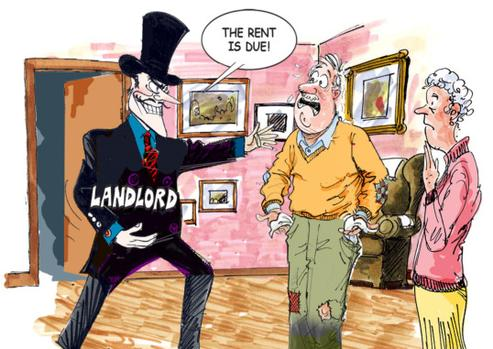 THE RENT
IS DUE!
LANDLORD